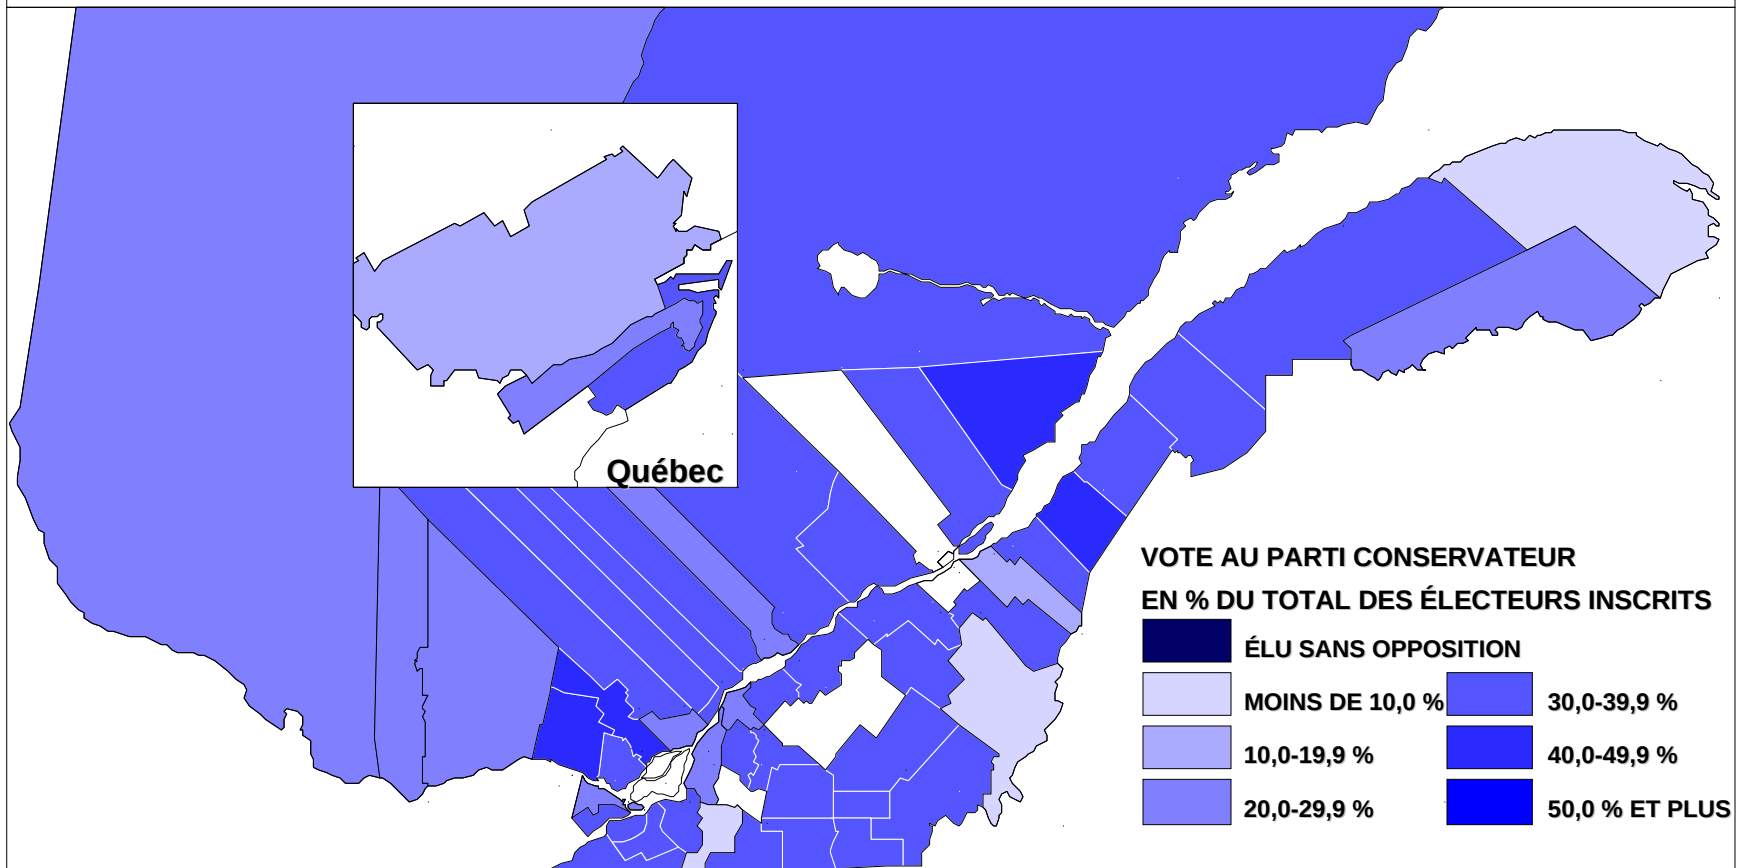 Québec
VOTE AU PARTI CONSERVATEUR
EN % DU TOTAL DES ÉLECTEURS INSCRITS
ÉLU SANS OPPOSITION
MOINS DE 10,0 %
30,0-39,9 %
10,0-19,9 %
40,0-49,9 %
20,0-29,9 %
50,0 % ET PLUS